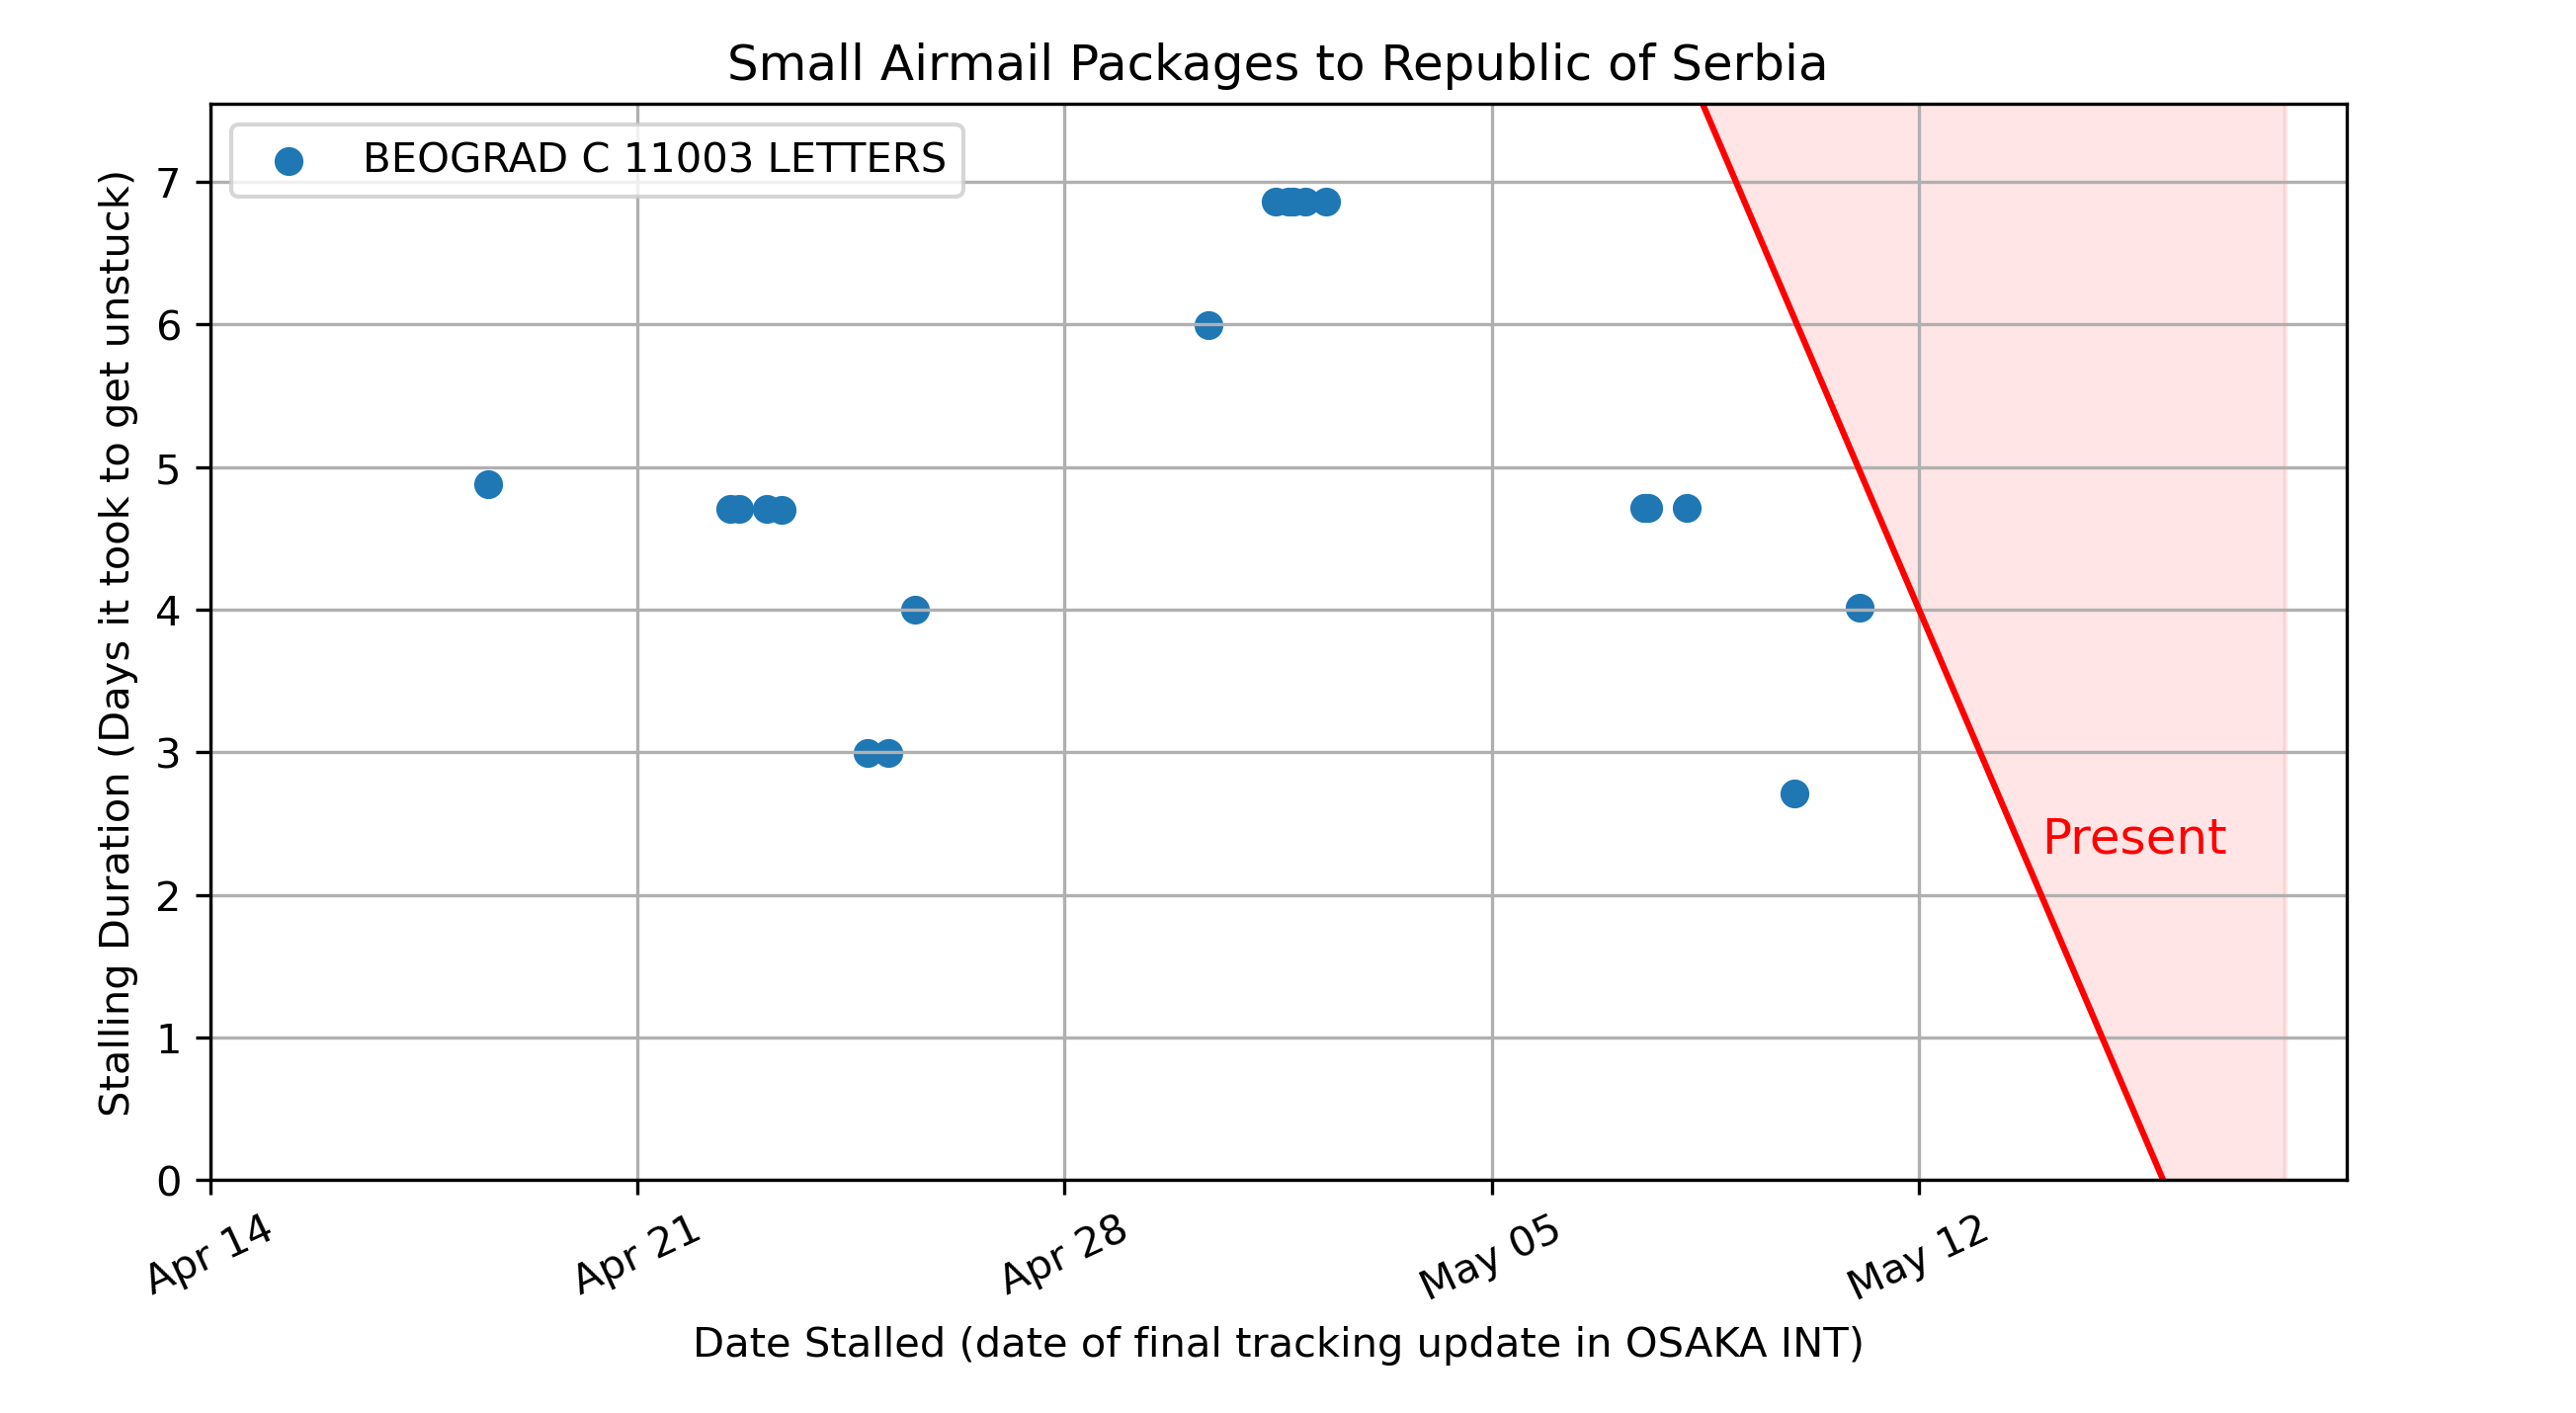 Small Airmail Packages to Republic of Serbia
BEOGRAD C 11003 LETTERS
Stalling Duration (Days it took to get unstuck)
7
6
5
4
3
2
1
0
Present
Apr 14
Apr 21
Apr 28
May 05
May 12
Date Stalled (date of final tracking update in OSAKA INT)